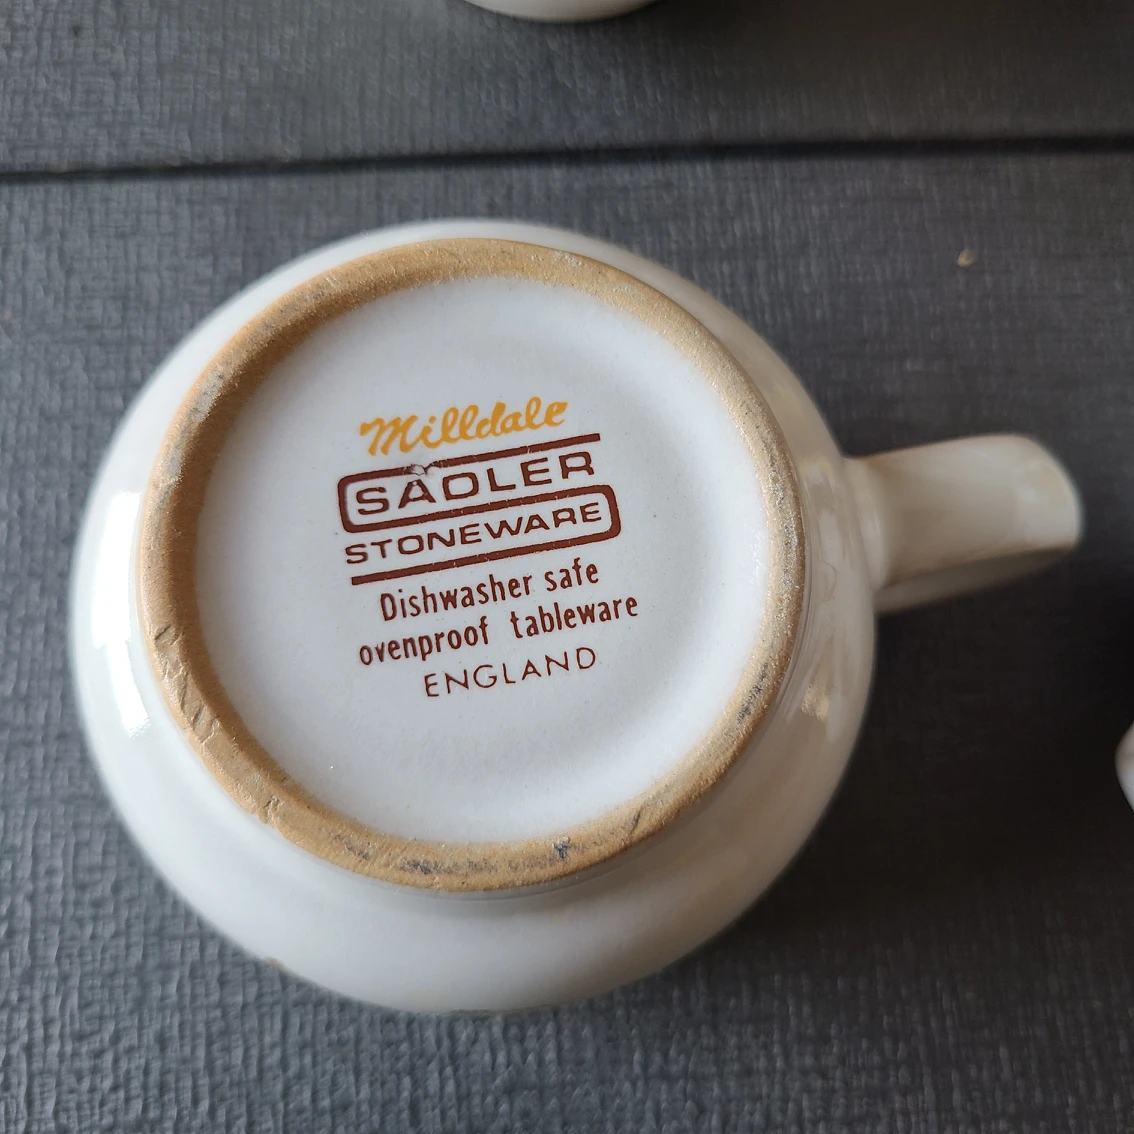 Milldale
SADLER
STONEWARE
Dishwasher safe
ovenproof tableware
ENGLAND